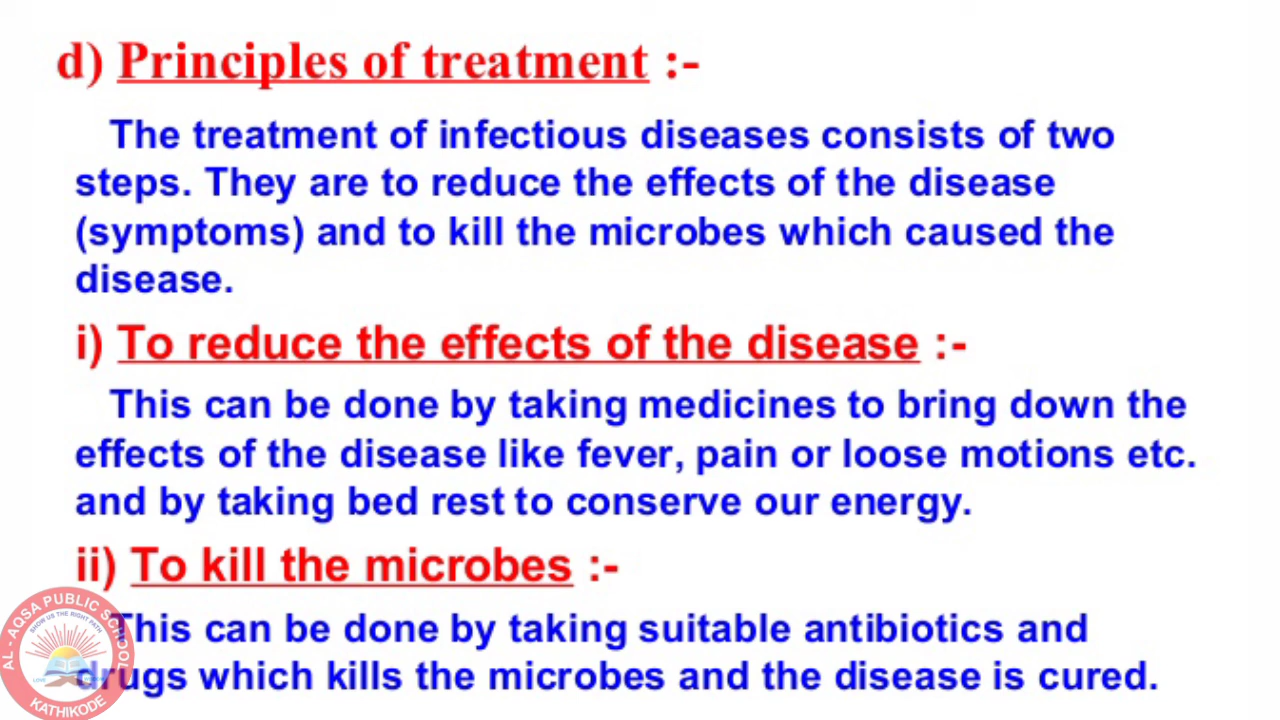 d) Principles of treatment :-
The treatment of infectious diseases consists of two
steps. They are to reduce the effects of the disease
(symptoms) and to kill the microbes which caused the
disease.
i) To reduce the effects of the disease :-
This can be done by taking medicines to bring down the
effects of the disease like fever, pain or loose motions etc.
and by taking bed rest to conserve our energy.
ii) To kill the microbes :-
This can be done by taking suitable antibiotics and
drugs which kills the microbes and the disease is cured.
AL - AQSA PUBLIC SCHOOL
SHOW US THE RIGHT PATH
KATHIKODE